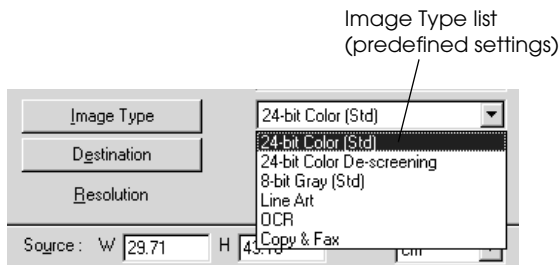 Image Type list
(predefined settings)
Image Type
24-bit Color (Std)
24-bit Color (Std)
Destination
24-bit Color De-screening
8-bit Gray (Std)
Resolution
Line Art
OCR
Copy & Fax
Source : W 29.71 H cm